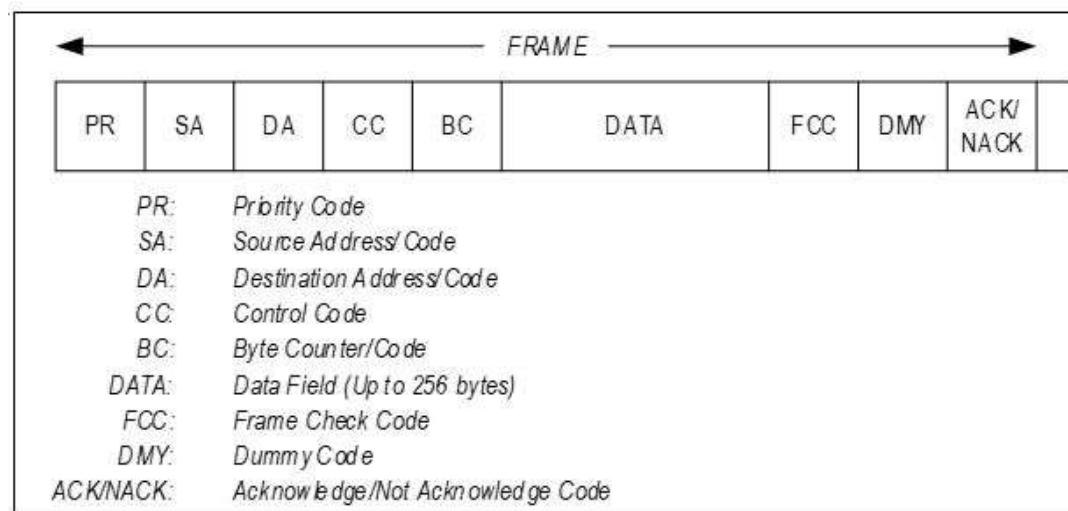 FRAME
PR SA DA CC BC DATA FCC DMY ACK/
NACK
PR: Priority Code
SA: Source Address/Code
DA: Destination Address/Code
CC: Control Code
BC: Byte Counter/Code
DATA: Data Field (Up to 256 bytes)
FCC: Frame Check Code
DMY: Dummy Code
ACK/NACK: Acknowledge/Not Acknowledge Code